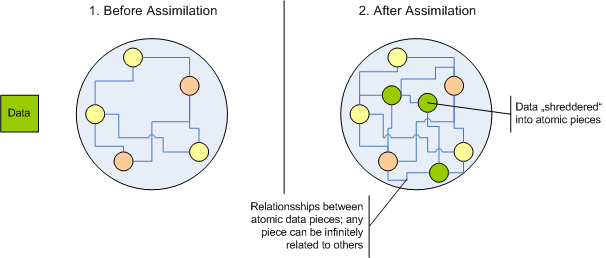 1. Before Assimilation
2. After Assimilation
Data
Data „shreddered“
into atomic pieces
Relationsships between
atomic data pieces; any
piece can be infinitely
related to others